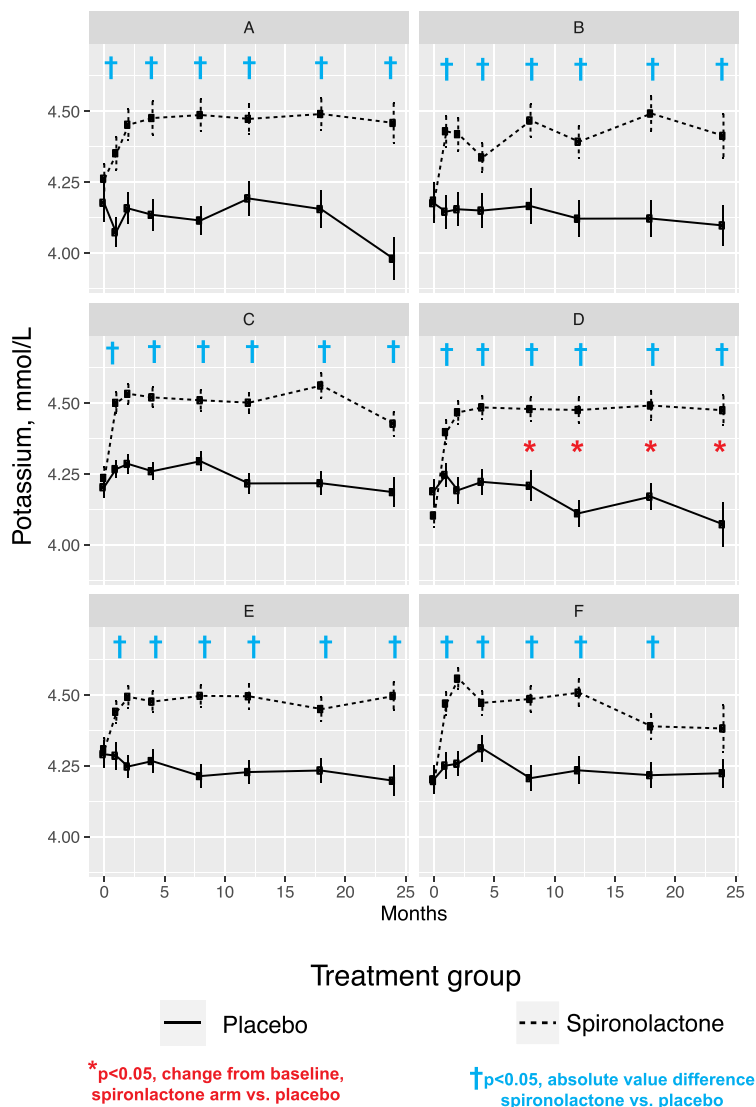 A
B
† † † † † †
† † † † † †
4.50
4.25
4.00
C
D
† † † † † †
† † † † † †
4.50
* * * *
4.25
4.00
Potassium, mmol/L
E
F
† † † † † †
† † † † †
4.50
4.25
4.00
0 5 10 15 20 25
0 5 10 15 20 25
Months
Treatment group
Placebo
Spironolactone
*p<0.05, change from baseline,
spironlactone arm vs. placebo
†p<0.05, absolute value difference
spironolactone vs. placebo